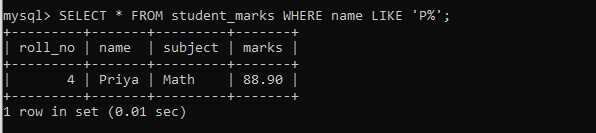 mysql> SELECT * FROM student_marks WHERE name LIKE 'P%';
+---------+-------+---------+-------+
| roll_no | name  | subject | marks |
+---------+-------+---------+-------+
|       4 | Priya | Math    | 88.90 |
+---------+-------+---------+-------+
1 row in set (0.01 sec)